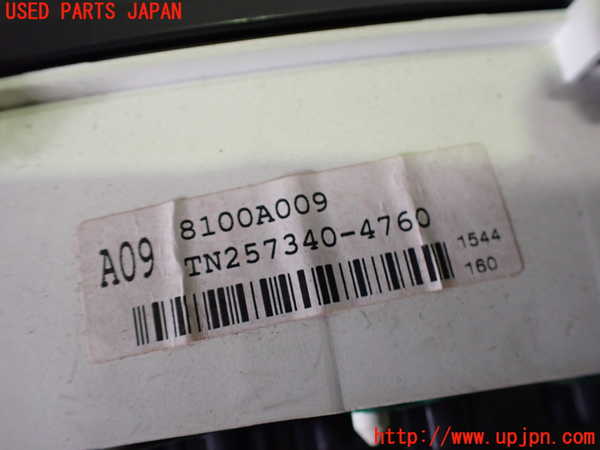 USED PARTS JAPAN
A09
8100A009
TN257340-4760
1544
160
http://www.upjpn.com/